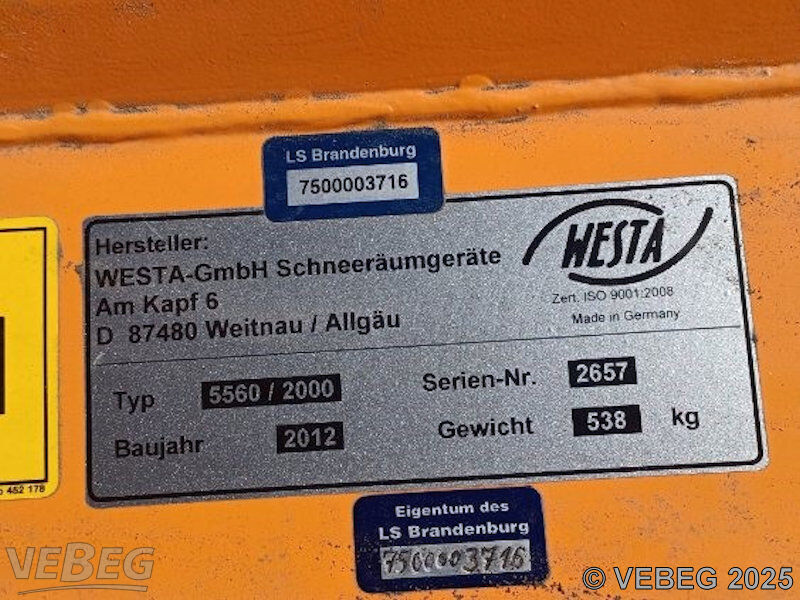 LS Brandenburg
7500003716
Hersteller:
WESTA-GmbH Schneeräumgeräte
Am Kapf 6
D 87480 Weitnau / Allgäu
WESTA
Zert. ISO 9001:2008
Made in Germany
Typ 5560 / 2000
Serien-Nr. 2657
Baujahr 2012
Gewicht 538 kg
452 178
Eigentum des
LS Brandenburg
7500003716
VEBEG
© VEBEG 2025